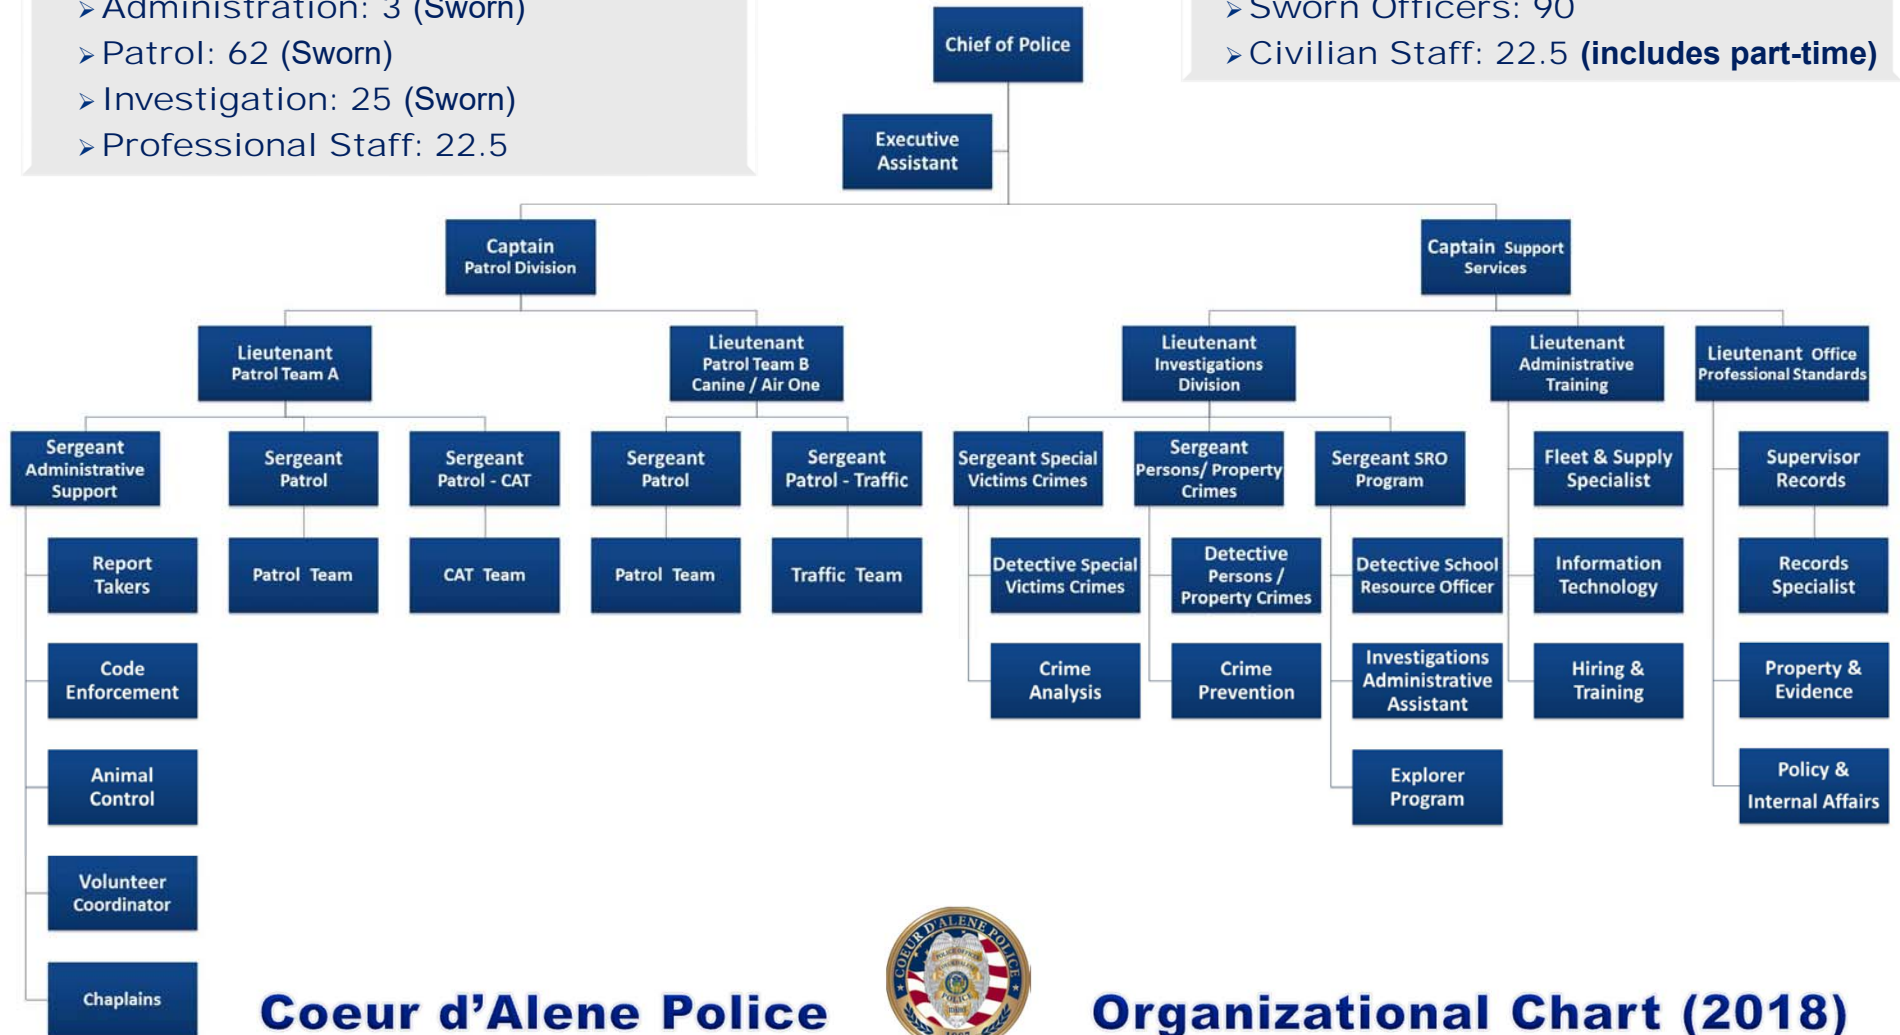 ➢ Administration: 3 (Sworn)
➢ Patrol: 62 (Sworn)
➢ Investigation: 25 (Sworn)
➢ Professional Staff: 22.5
➢ Sworn Officers: 90
➢ Civilian Staff: 22.5 (includes part-time)
Chief of Police
Executive
Assistant
Captain
Patrol Division
Captain Support
Services
Lieutenant
Patrol Team A
Lieutenant
Patrol Team B
Canine / Air One
Lieutenant
Investigations
Division
Lieutenant
Administrative
Training
Lieutenant Office
Professional Standards
Sergeant
Administrative
Support
Sergeant
Patrol
Sergeant
Patrol - CAT
Sergeant
Patrol
Sergeant
Patrol - Traffic
Sergeant Special
Victims Crimes
Sergeant
Persons/ Property
Crimes
Sergeant SRO
Program
Fleet & Supply
Specialist
Supervisor
Records
Report
Takers
Patrol Team
CAT Team
Patrol Team
Traffic Team
Detective Special
Victims Crimes
Detective
Persons /
Property Crimes
Detective School
Resource Officer
Information
Technology
Records
Specialist
Code
Enforcement
Crime
Analysis
Crime
Prevention
Investigations
Administrative
Assistant
Hiring &
Training
Property &
Evidence
Animal
Control
Explorer
Program
Policy &
Internal Affairs
Volunteer
Coordinator
Chaplains
Coeur d’Alene Police
COEUR D'ALENE POLICE
POLICE
Organizational Chart (2018)